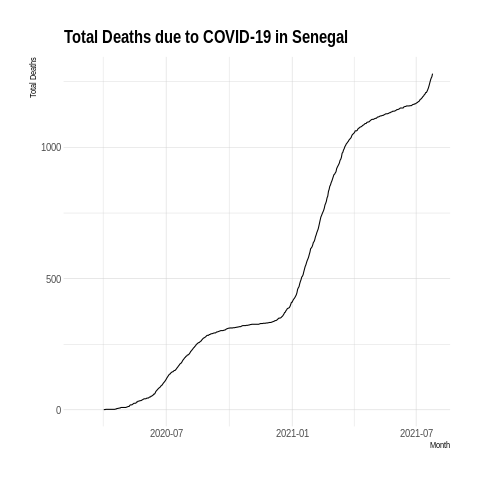 Total Deaths due to COVID-19 in Senegal
Total Deaths
1000
500
0
2020-07
2021-01
2021-07
Month